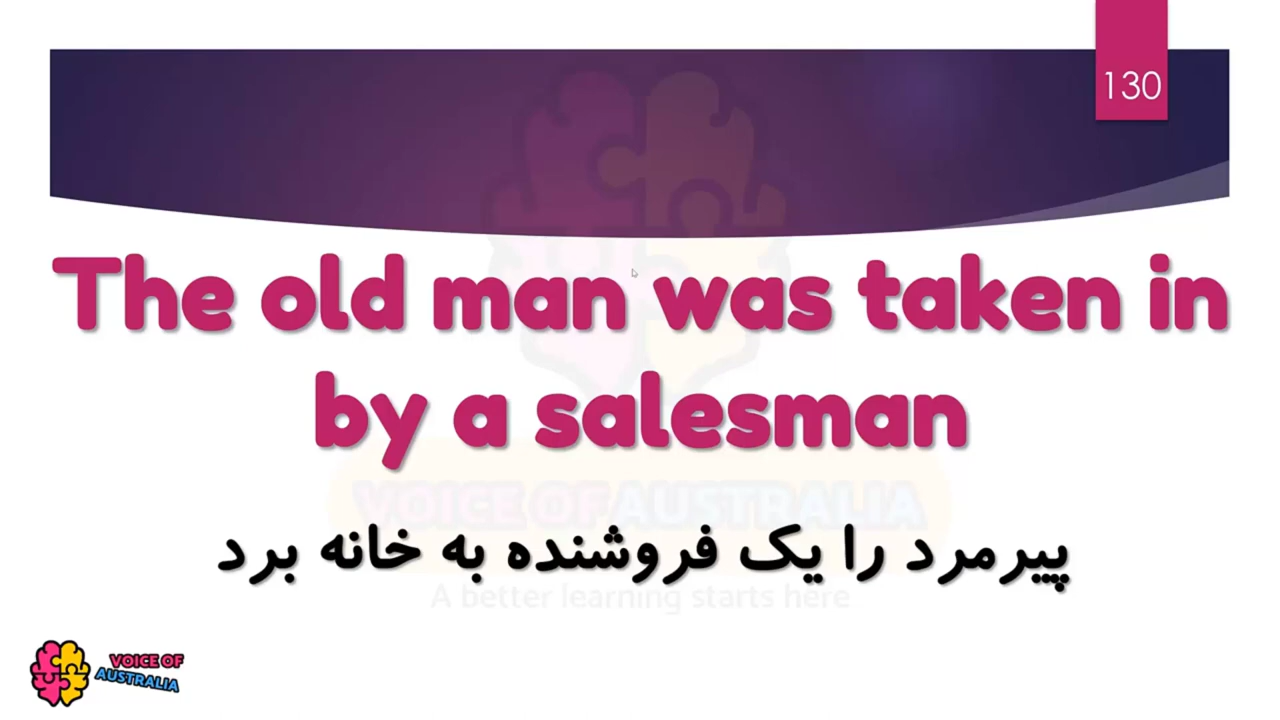 130
The old man was taken in
by a salesman
VOICE OF AUSTRALIA
پیرمرد را یک فروشنده به خانه برد
A better learning starts here
VOICE OF
AUSTRALIA